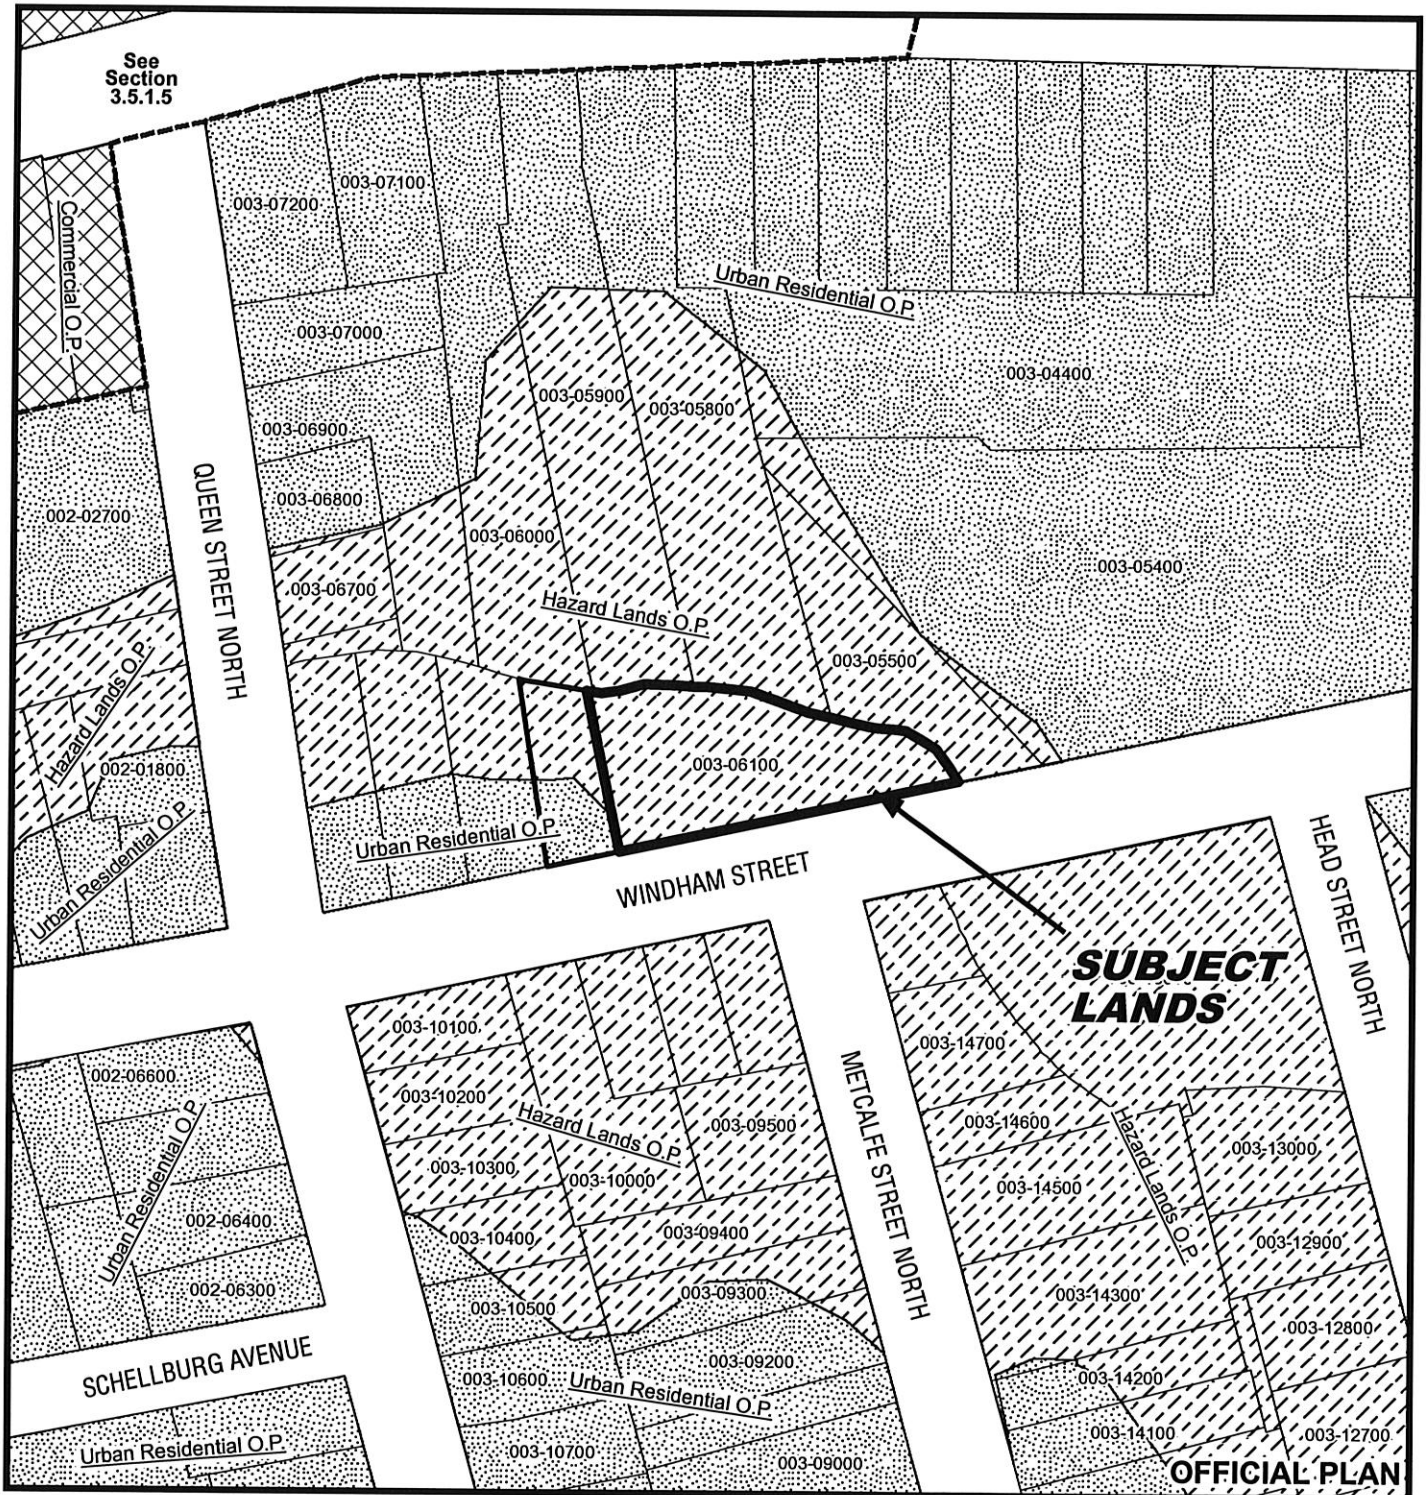 See
Section
3.5.1.5
Commercial O.P
003-07200
003-07100
Urban Residential O.P
003-07000
003-04400
003-05900
003-05800
003-06900
003-06800
002-02700
QUEEN STREET NORTH
003-06000
003-05400
003-06700
Hazard Lands O.P
003-05500
Hazard Lands O.P
002-01800
003-06100
Urban Residential O.P
Urban Residential O.P
WINDHAM STREET
HEAD STREET NORTH
SUBJECT
LANDS
003-10100
003-14700
002-06600
003-10200
METCALFE STREET NORTH
Hazard Lands O.P
003-09500
003-14600
Hazard Lands O.P
003-13000
Urban Residential O.P
003-10300
003-10000
003-14500
002-06400
003-10400
003-09400
003-12900
002-06300
003-10500
003-09300
003-14300
003-12800
SCHELLBURG AVENUE
003-09200
003-10600
Urban Residential O.P
003-14200
003-14100
003-12700
Urban Residential O.P
003-10700
003-09000
OFFICIAL PLAN